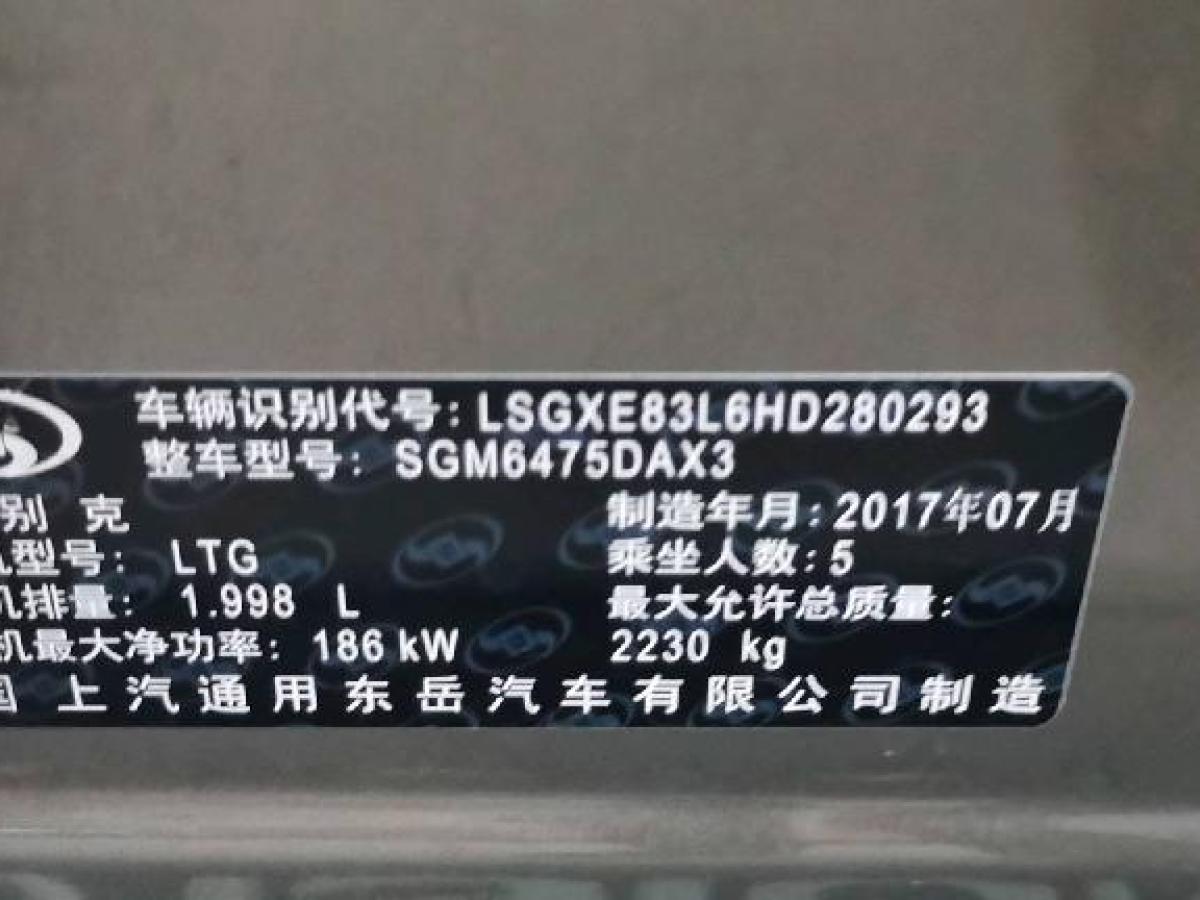 车辆识别代号：LSGXE83L6HD280293
整车型号：SGM6475DAX3
别 克 制造年月：2017年07月
型号： LTG 乘坐人数：5
机排量： 1.998 L 最大允许总质量：
机最大净功率： 186 kW 2230 kg
国 上 汽 通 用 东 岳 汽 车 有 限 公 司 制 造